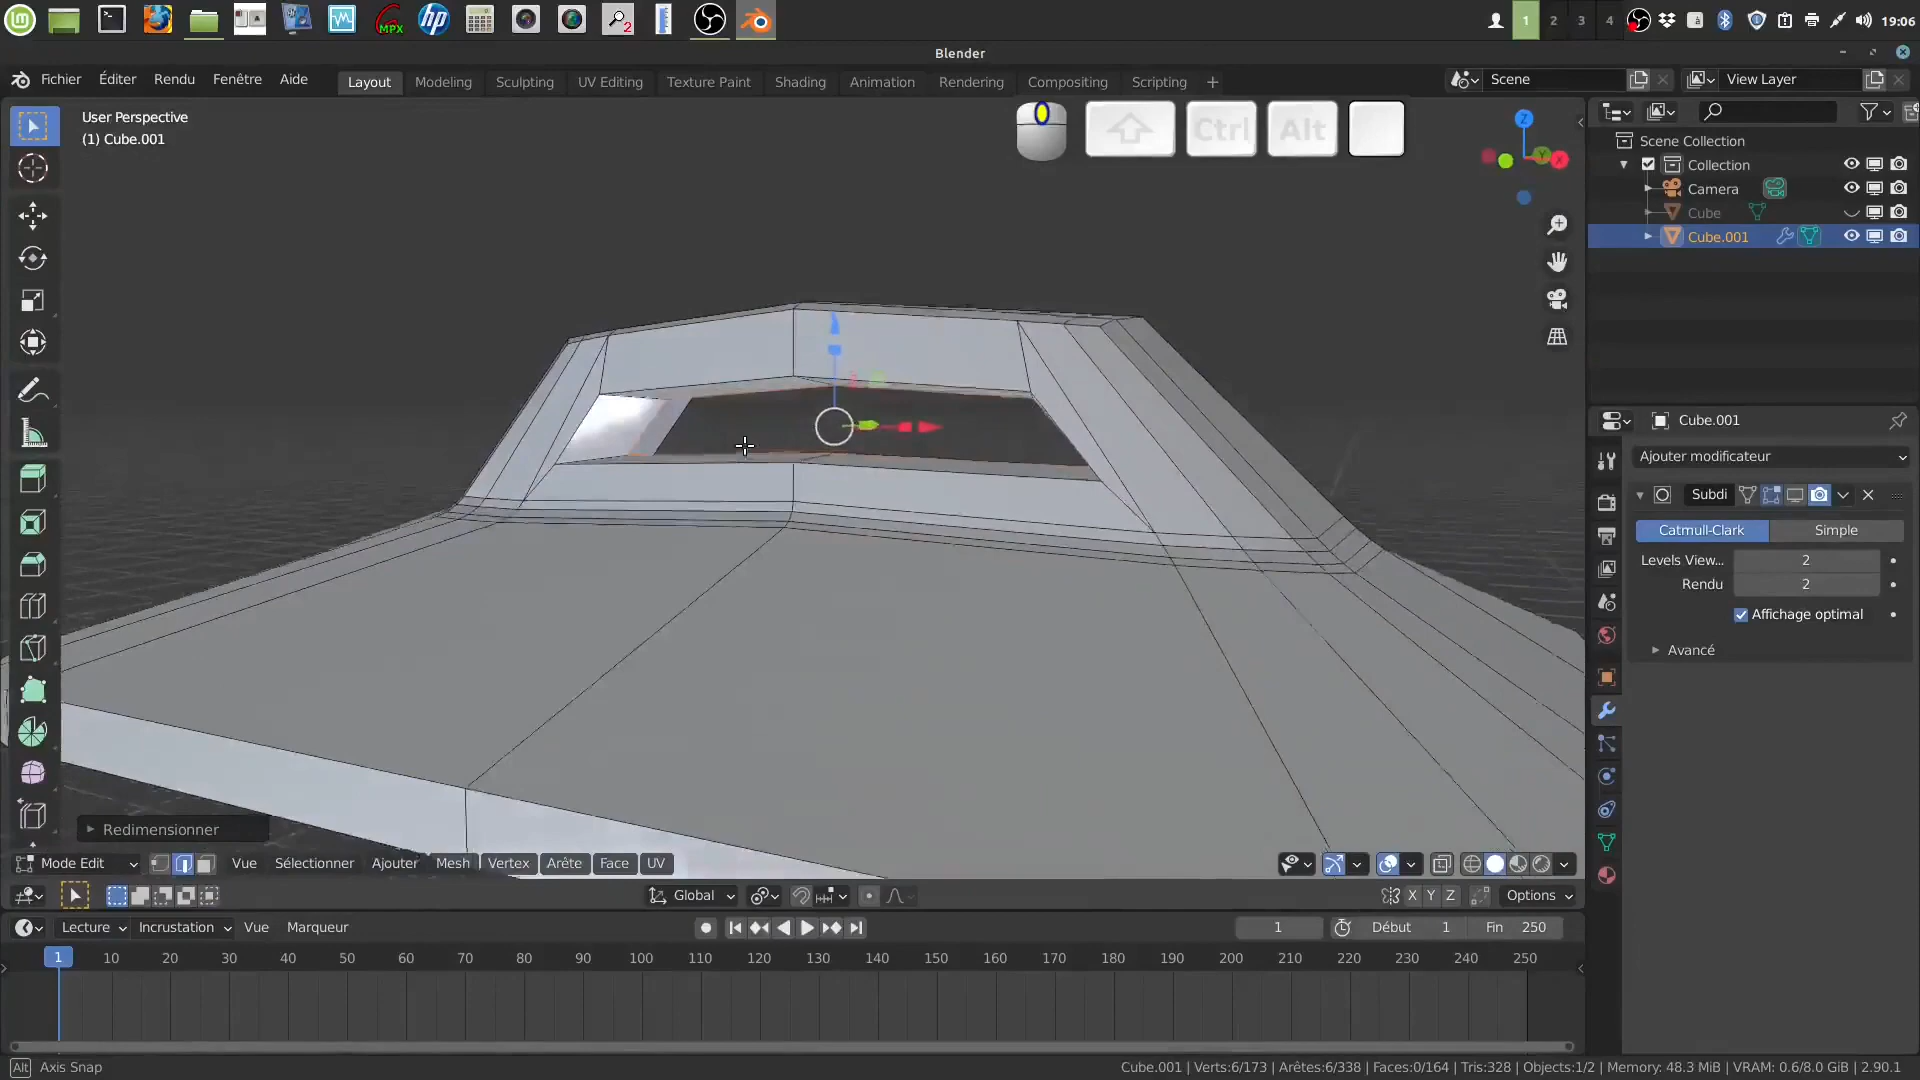 MPX
2
1
2
3
4
19:06
Blender
Fichier
Éditer
Rendu
Fenêtre
Aide
Layout
Modeling
Sculpting
UV Editing
Texture Paint
Shading
Animation
Rendering
Compositing
Scripting
+
Scene
View Layer
User Perspective
(1) Cube.001
Ctrl
Alt
Z
Y
X
Scene Collection
Collection
Camera
Cube
Cube.001
Cube.001
Ajouter modificateur
Subdi
Catmull-Clark
Simple
Levels View...
2
Rendu
2
Affichage optimal
Avancé
Redimensionner
Mode Edit
Vue
Sélectionner
Ajouter
Mesh
Vertex
Arête
Face
UV
Global
X
Y
Z
Options
Lecture
Incrustation
Vue
Marqueur
1
Début
1
Fin
250
1
10
20
30
40
50
60
70
80
90
100
110
120
130
140
150
160
170
180
190
200
210
220
230
240
250
Alt
Axis Snap
Cube.001 | Verts:6/173 | Arêtes:6/338 | Faces:0/164 | Tris:328 | Objects:1/2 | Memory: 48.3 MiB | VRAM: 0.6/8.0 GiB | 2.90.1